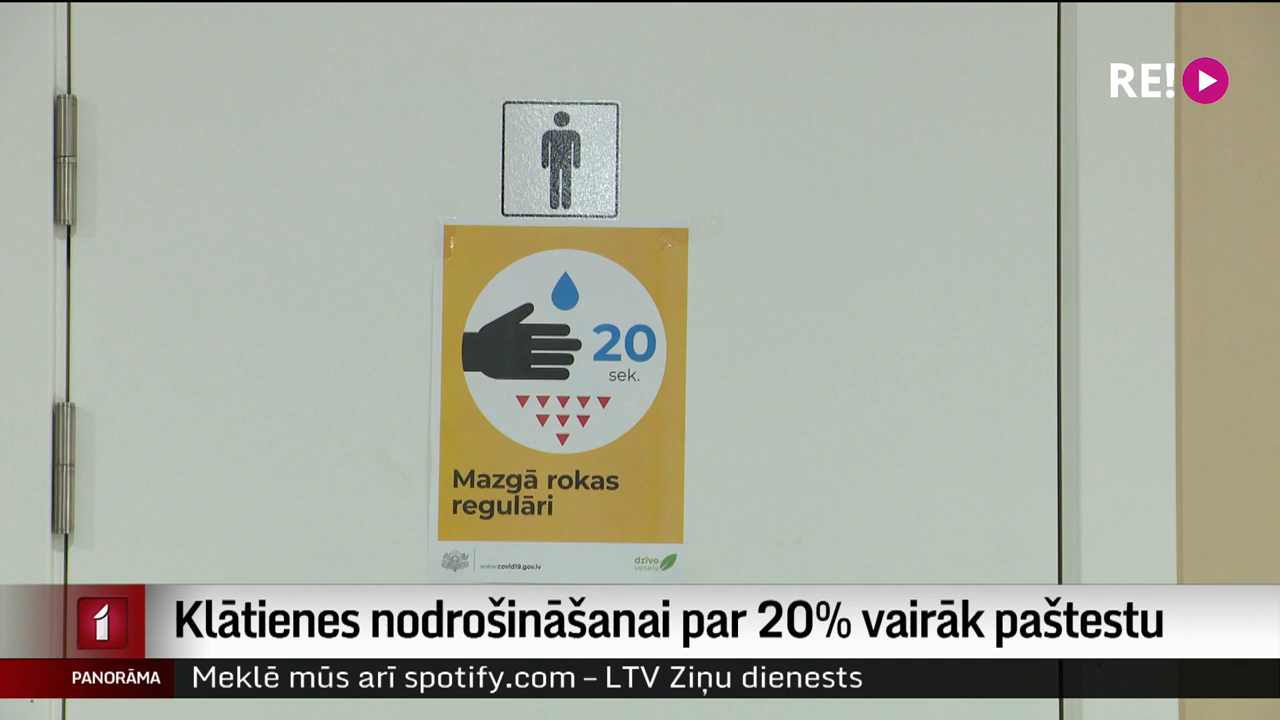 RE!
20
sek.
Mazgā rokas
regulāri
www.covid19.gov.lv
dzīvo
vesels
1
Klātienes nodrošināšanai par 20% vairāk paštestu
PANORĀMA
Meklē mūs arī spotify.com – LTV Ziņu dienests